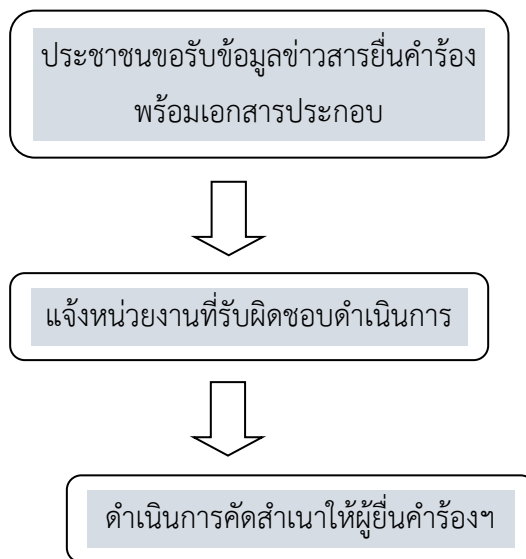 ประชาชนขอรับข้อมูลข่าวสารยื่นคำร้อง
พร้อมเอกสารประกอบ
แจ้งหน่วยงานที่รับผิดชอบดำเนินการ
ดำเนินการคัดสำเนาให้ผู้ยื่นคำร้องฯ